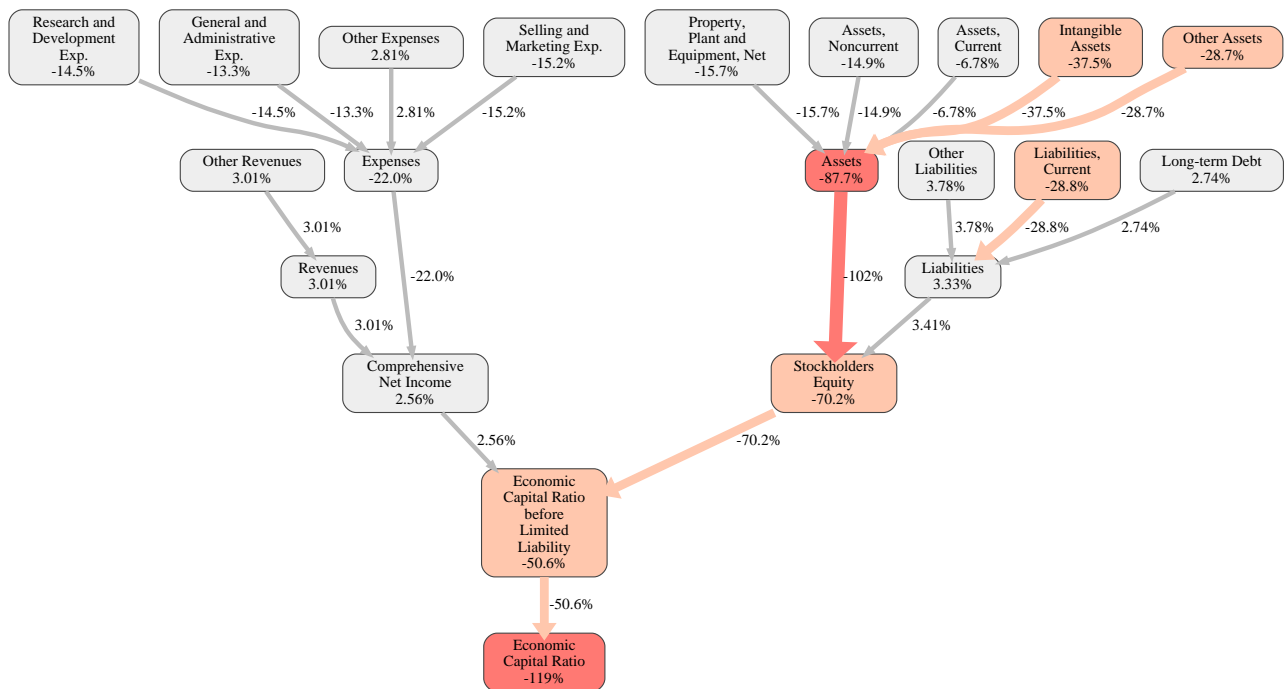 Research and
Development
Exp.
-14.5%
General and
Administrative
Exp.
-13.3%
Other Expenses
2.81%
Selling and
Marketing Exp.
-15.2%
Property,
Plant and
Equipment, Net
-15.7%
Assets,
Noncurrent
-14.9%
Assets,
Current
-6.78%
Intangible
Assets
-37.5%
Other Assets
-28.7%
-14.5%
-13.3%
2.81%
-15.2%
-15.7%
-14.9%
-6.78%
-37.5%
-28.7%
Other Revenues
3.01%
Expenses
-22.0%
Assets
-87.7%
Other
Liabilities
3.78%
Liabilities,
Current
-28.8%
Long-term Debt
2.74%
3.01%
3.78%
-28.8%
2.74%
Revenues
3.01%
-22.0%
-102%
Liabilities
3.33%
3.01%
3.41%
Comprehensive
Net Income
2.56%
Stockholders
Equity
-70.2%
2.56%
-70.2%
Economic
Capital Ratio
before
Limited
Liability
-50.6%
-50.6%
Economic
Capital Ratio
-119%